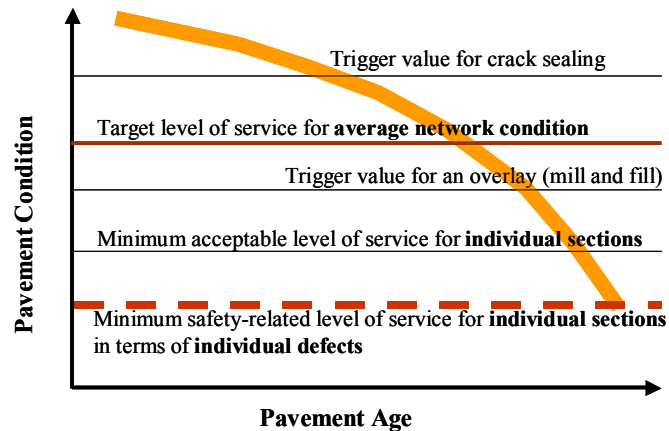 Trigger value for crack sealing
Target level of service for average network condition
Trigger value for an overlay (mill and fill)
Minimum acceptable level of service for individual sections
Minimum safety-related level of service for individual sections
in terms of individual defects
Pavement Condition
Pavement Age